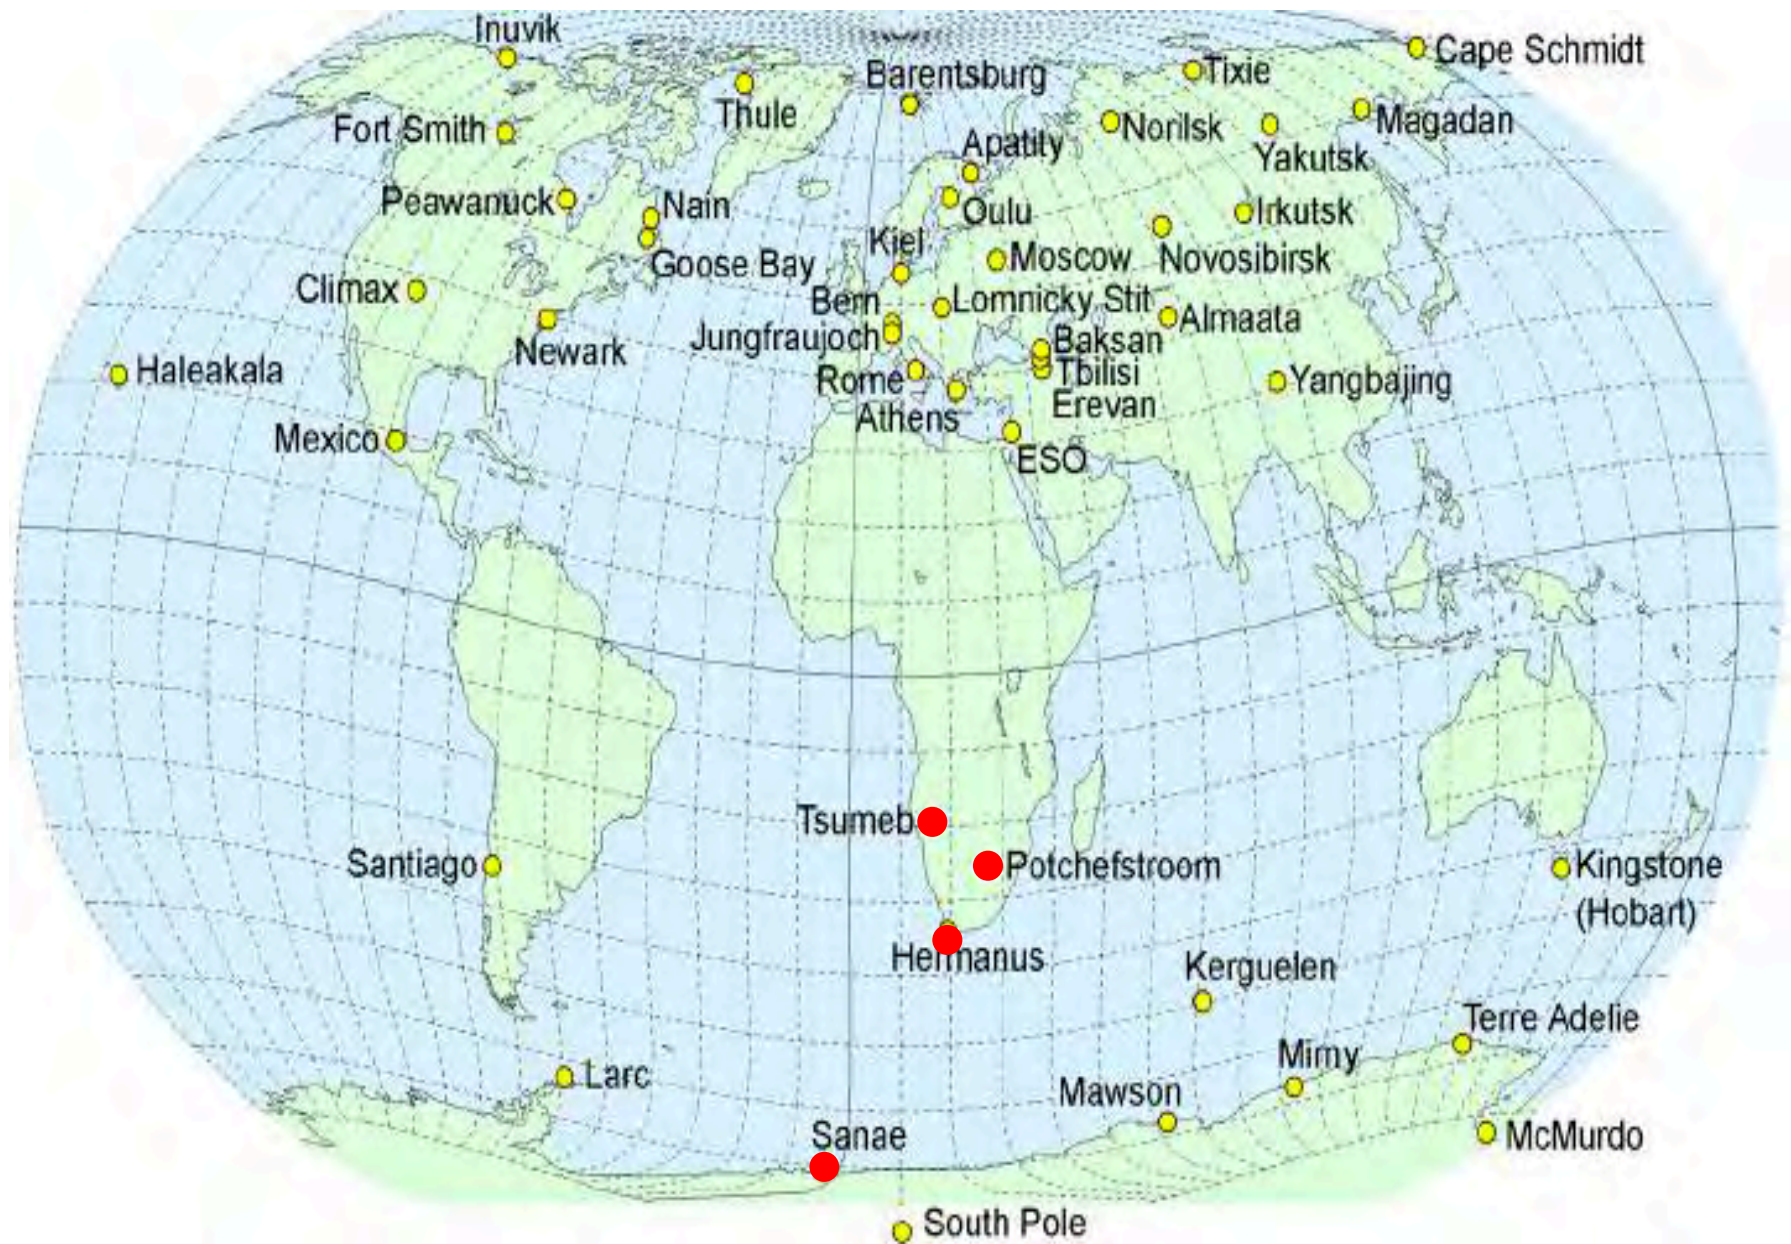 Inuvik
Cape Schmidt
Barentsburg
Tixie
Thule
Fort Smith
Norilsk
Magadan
Apatity
Yakutsk
Peawanuck
Nain
Oulu
Irkutsk
Kiel
Goose Bay
Moscow
Novosibirsk
Climax
Bern
Lomnicky Stit
Almaata
Jungfraujoch
Baksan
Newark
Haleakala
Rome
Tbilisi
Yangbajing
Erevan
Athens
Mexico
ESO
Tsumeb
Santiago
Potchefstroom
Kingstone
(Hobart)
Hermanus
Kerguelen
Terre Adelie
Mirny
Larc
Mawson
Sanae
McMurdo
South Pole